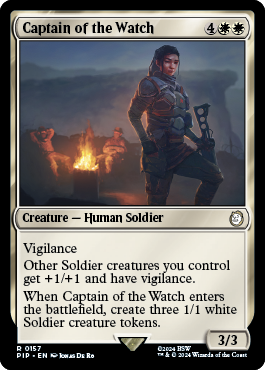 Captain of the Watch 4
Creature — Human Soldier
Vigilance
Other Soldier creatures you control
get +1/+1 and have vigilance.
When Captain of the Watch enters
the battlefield, create three 1/1 white
Soldier creature tokens.
3/3
R 0157
PIP • EN Jonas De Ro
©2024 BSW
™ & © 2024 Wizards of the Coast